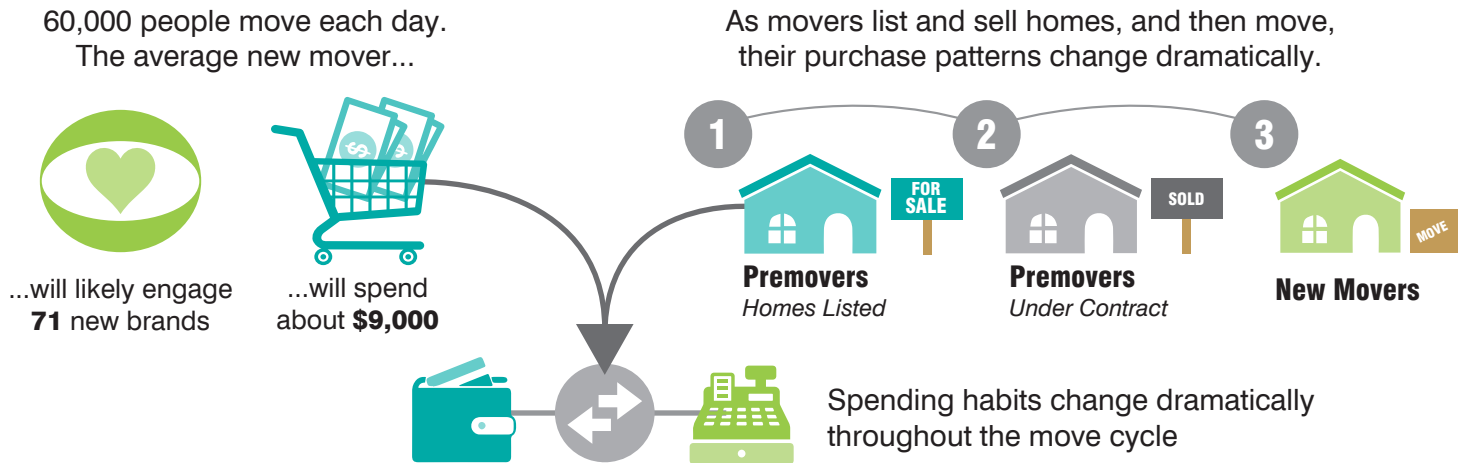 60,000 people move each day.
The average new mover...
...will likely engage
71 new brands
...will spend
about $9,000
As movers list and sell homes, and then move,
their purchase patterns change dramatically.
1
2
3
FOR
SALE
SOLD
MOVE
Premovers
Homes Listed
Premovers
Under Contract
New Movers
$
$
Spending habits change dramatically
throughout the move cycle